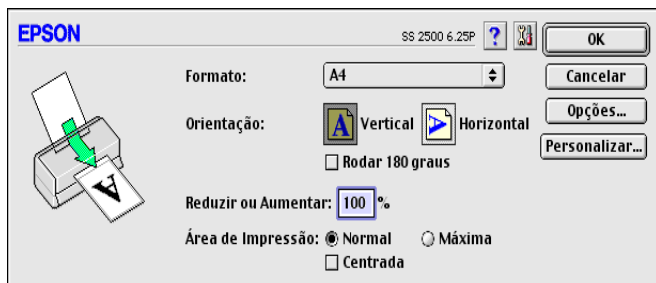 EPSON SS 2500 6.25P ? OK
Formato: A4 Cancelar
Orientação: A Vertical A Horizontal Opções...
Rodar 180 graus Personalizar...
Reduzir ou Aumentar: 100 %
Área de Impressão: Normal Máxima
Centrada
A